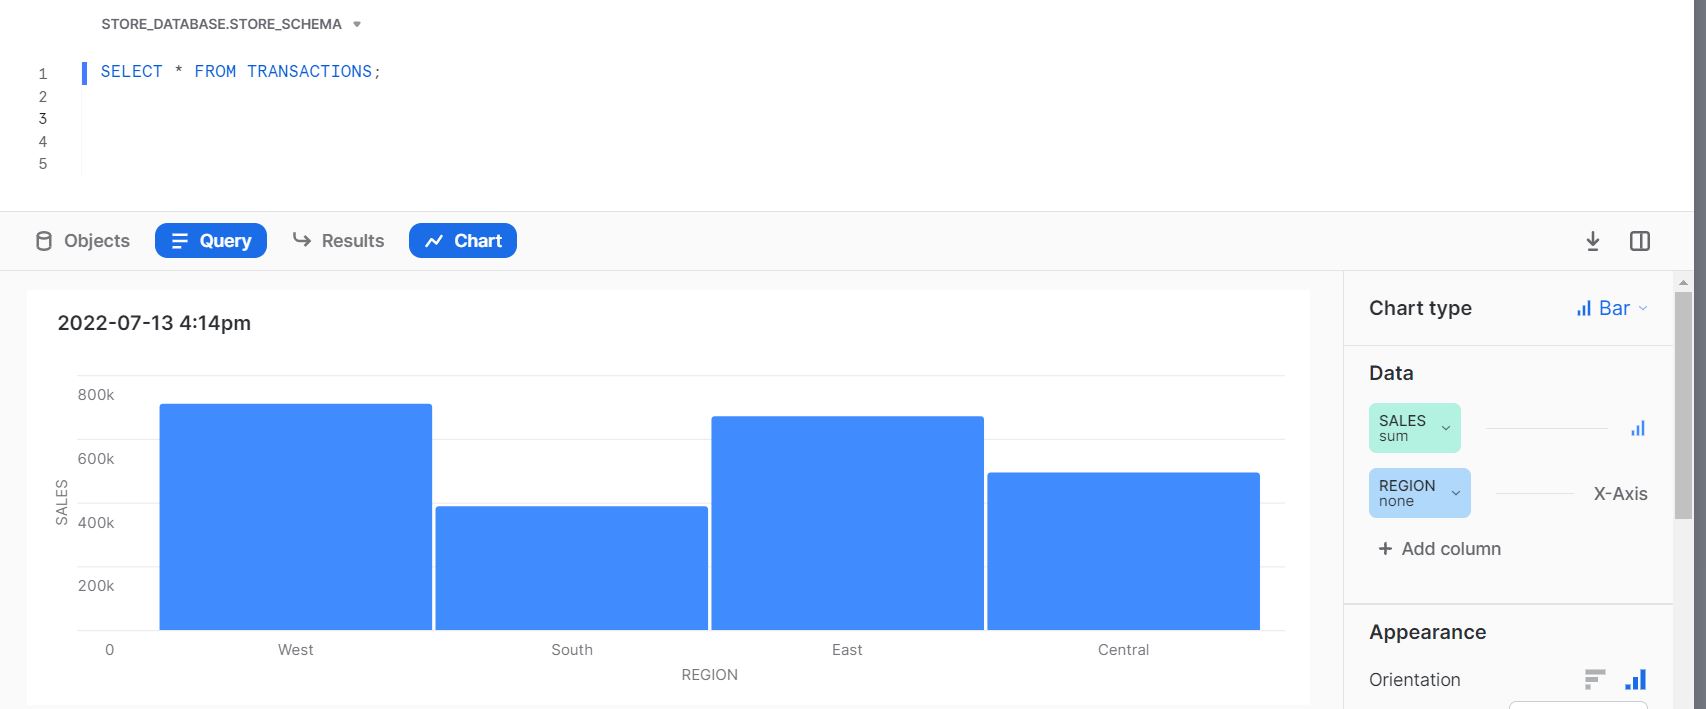 STORE_DATABASE.STORE_SCHEMA
1 SELECT * FROM TRANSACTIONS;
2
3
4
5
Objects Query Results Chart
2022-07-13 4:14pm
800k
600k
400k
200k
0
SALES
West South East Central
REGION
Chart type Bar
Data
SALES
sum
REGION
none
X-Axis
+ Add column
Appearance
Orientation